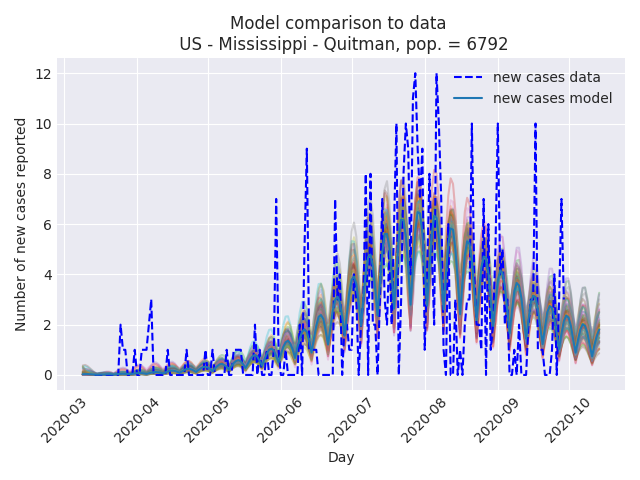 Model comparison to data
US - Mississippi - Quitman, pop. = 6792
new cases data
new cases model
Number of new cases reported
12
10
8
6
4
2
0
2020-03
2020-04
2020-05
2020-06
2020-07
2020-08
2020-09
2020-10
Day